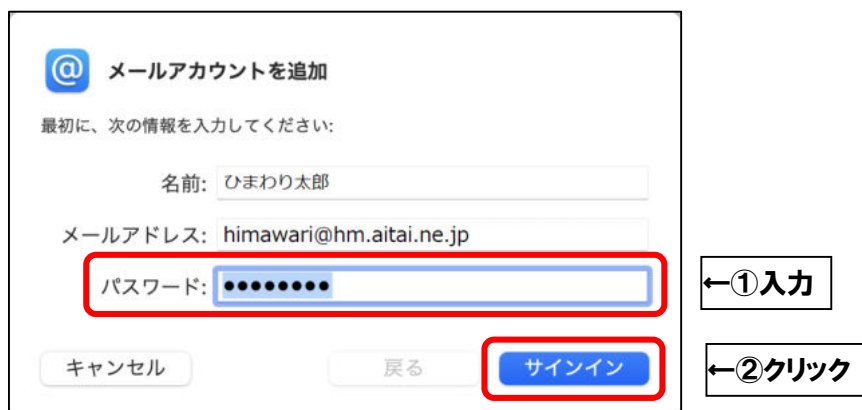 メールアカウントを追加
最初に、次の情報を入力してください:
名前: ひまわり太郎
メールアドレス: himawari@hm.aitai.ne.jp
パスワード: ●●●●●●●●
←①入力
キャンセル 戻る サインイン
←②クリック